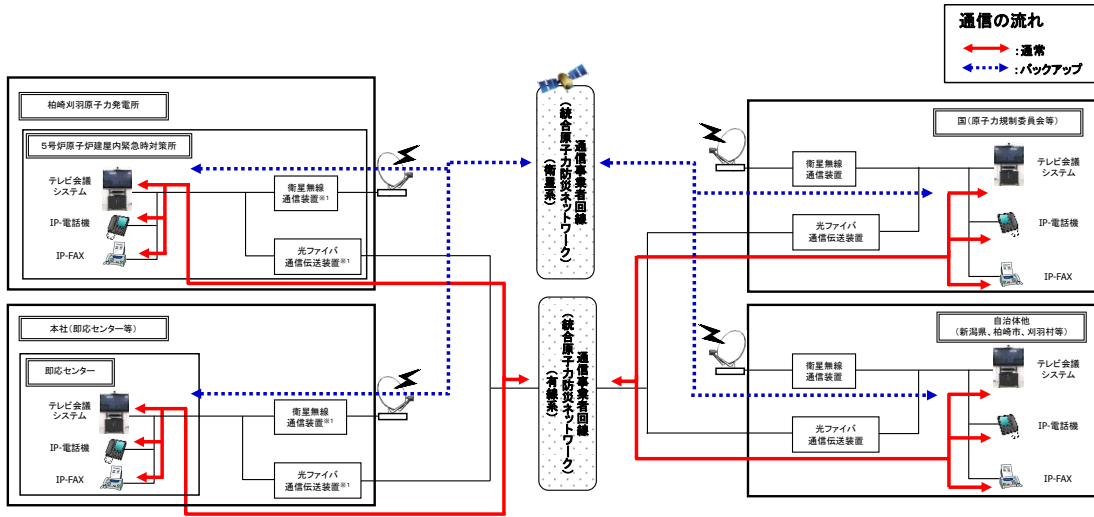 通信の流れ
：通常
：バックアップ
柏崎刈羽原子力発電所
5号炉原子炉建屋内緊急時対策所
テレビ会議
システム
IP-電話機
IP-FAX
衛星無線
通信装置※1
光ファイバ
通信伝送装置※1
本社(即応センター等)
即応センター
テレビ会議
システム
IP-電話機
IP-FAX
衛星無線
通信装置※1
光ファイバ
通信伝送装置※1
通信事業者回線
(統合原子力防災ネットワーク)
(衛星系)
通信事業者回線
(統合原子力防災ネットワーク)
(有線系)
国(原子力規制委員会等)
衛星無線
通信装置
光ファイバ
通信伝送装置
テレビ会議
システム
IP-電話機
IP-FAX
自治体他
(新潟県、柏崎市、刈羽村等)
衛星無線
通信装置
光ファイバ
通信伝送装置
テレビ会議
システム
IP-電話機
IP-FAX